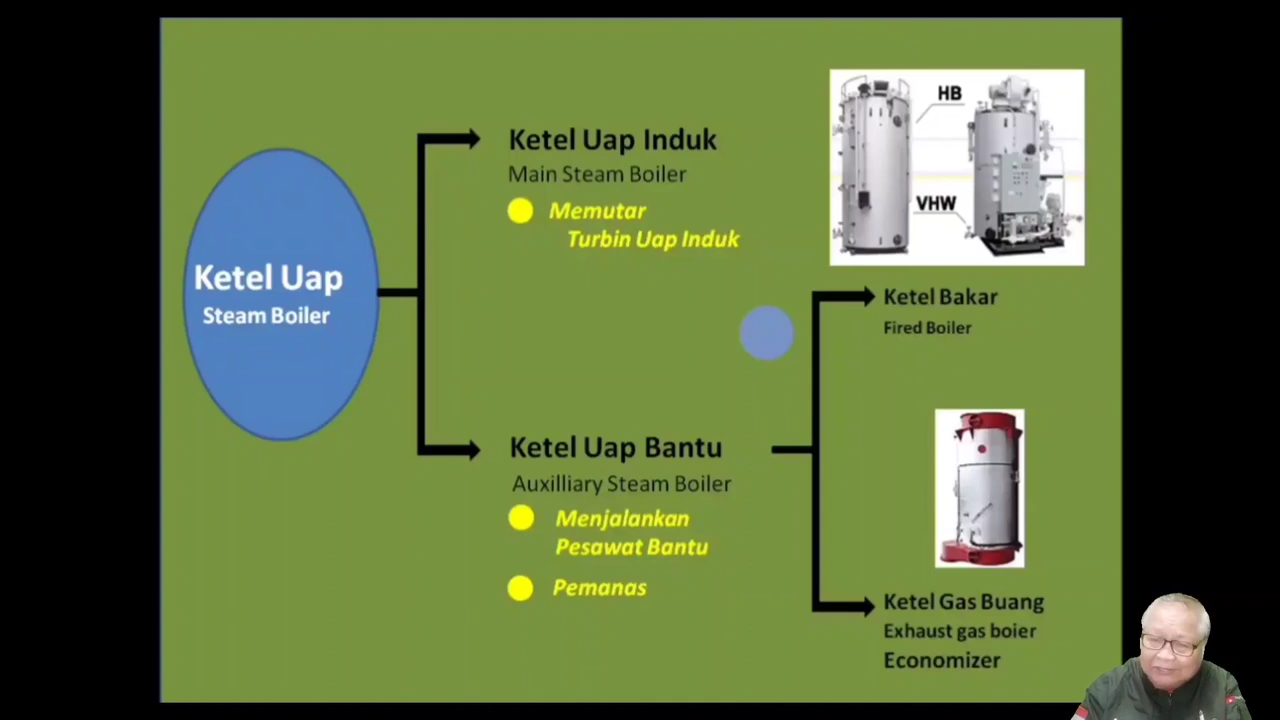 HB
VHW
Ketel Uap Induk
Main Steam Boiler
Memutar
Turbin Uap Induk
Ketel Uap
Steam Boiler
Ketel Bakar
Fired Boiler
Ketel Uap Bantu
Auxilliary Steam Boiler
Menjalankan
Pesawat Bantu
Pemanas
Ketel Gas Buang
Exhaust gas boier
Economizer